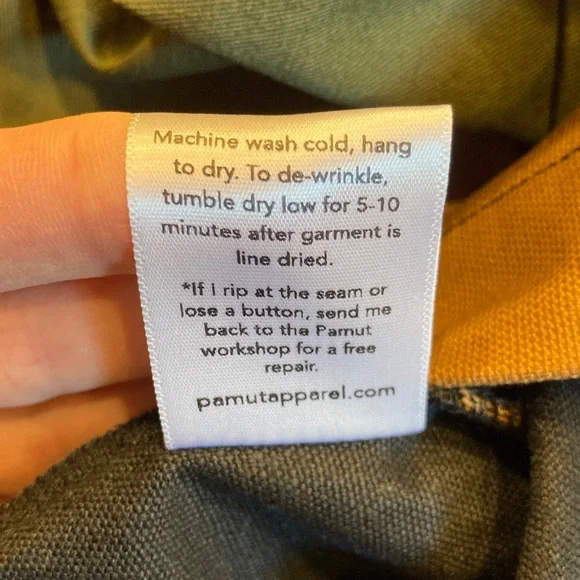 Machine wash cold, hang
to dry. To de-wrinkle,
tumble dry low for 5-10
minutes after garment is
line dried.
*If I rip at the seam or
lose a button, send me
back to the Pamut
workshop for a free
repair.
pamutapparel.com